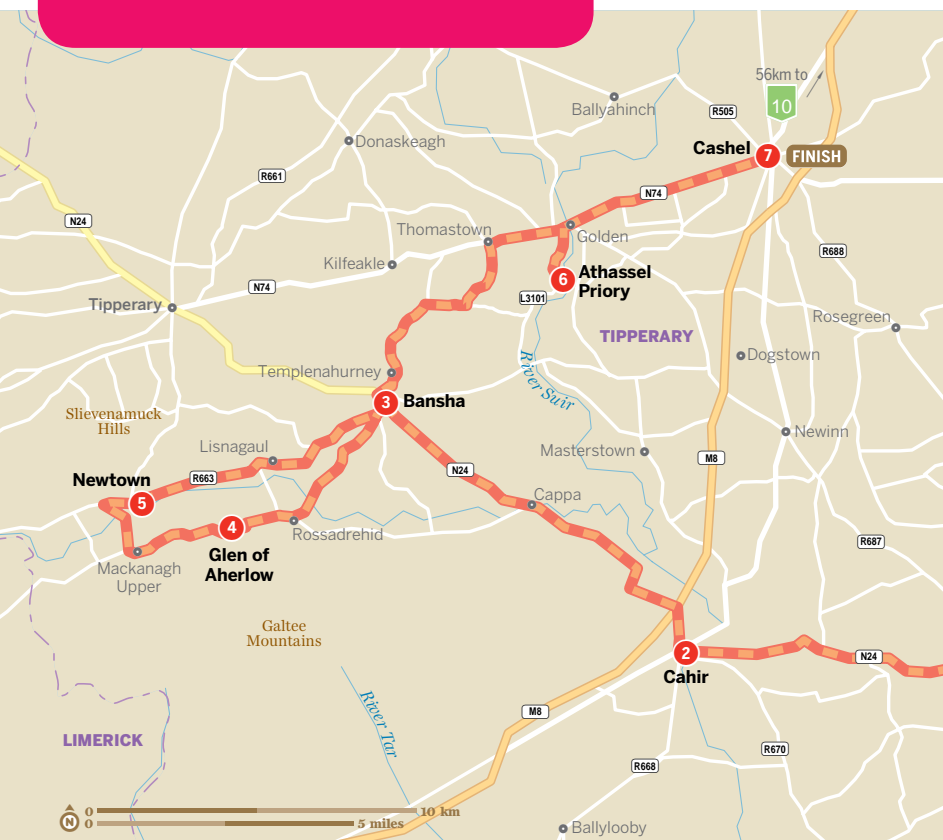 56km to
10
R505
Ballyahinch
Cashel
7
FINISH
Donaskeagh
R661
N74
N24
Thomastown
Golden
R688
Kilfeakle
6
Athassel
Priory
N74
L3101
Tipperary
TIPPERARY
Rosegreen
River Suir
Dogstown
Templenahurney
3
Bansha
Slievenamuck
Hills
Newinn
Lisnagaul
Masterstown
M8
N24
Newtown
R663
5
Cappa
4
Rossadrehid
R687
Glen of
Aherlow
Mackanagh
Upper
Galtee
Mountains
2
N24
Cahir
River Tar
M8
LIMERICK
R670
R668
N
0
10 km
0
5 miles
Ballylooby